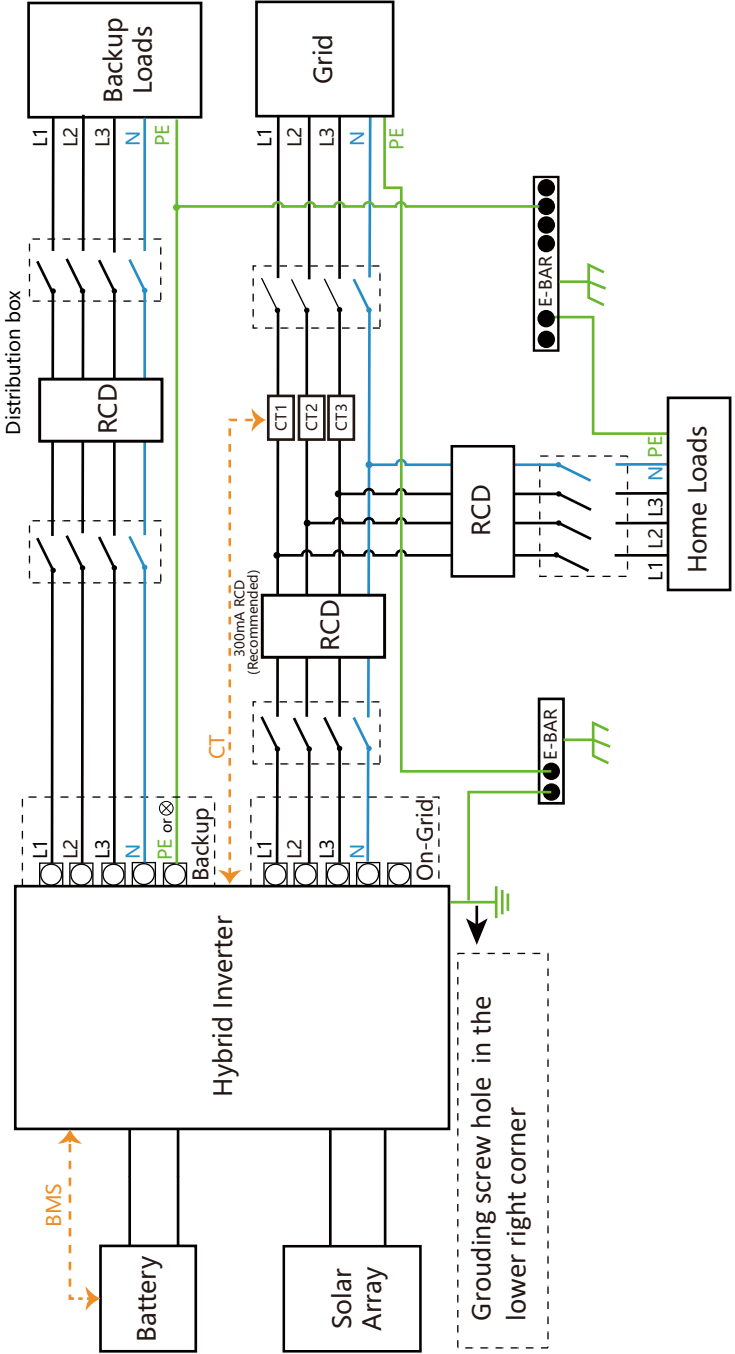 Backup
Loads
L1
L2
L3
N
PE
Grid
L1
L2
L3
N
PE
Distribution box
RCD
CT1
CT2
CT3
E-BAR
RCD
300mA RCD
(Recommended)
RCD
PE
N
L3
L2
L1
Home Loads
CT
E-BAR
L1
L2
L3
N
PE or⊗
Backup
L1
L2
L3
N
On-Grid
Hybrid Inverter
BMS
Battery
Solar
Array
Grouding screw hole in the
lower right corner